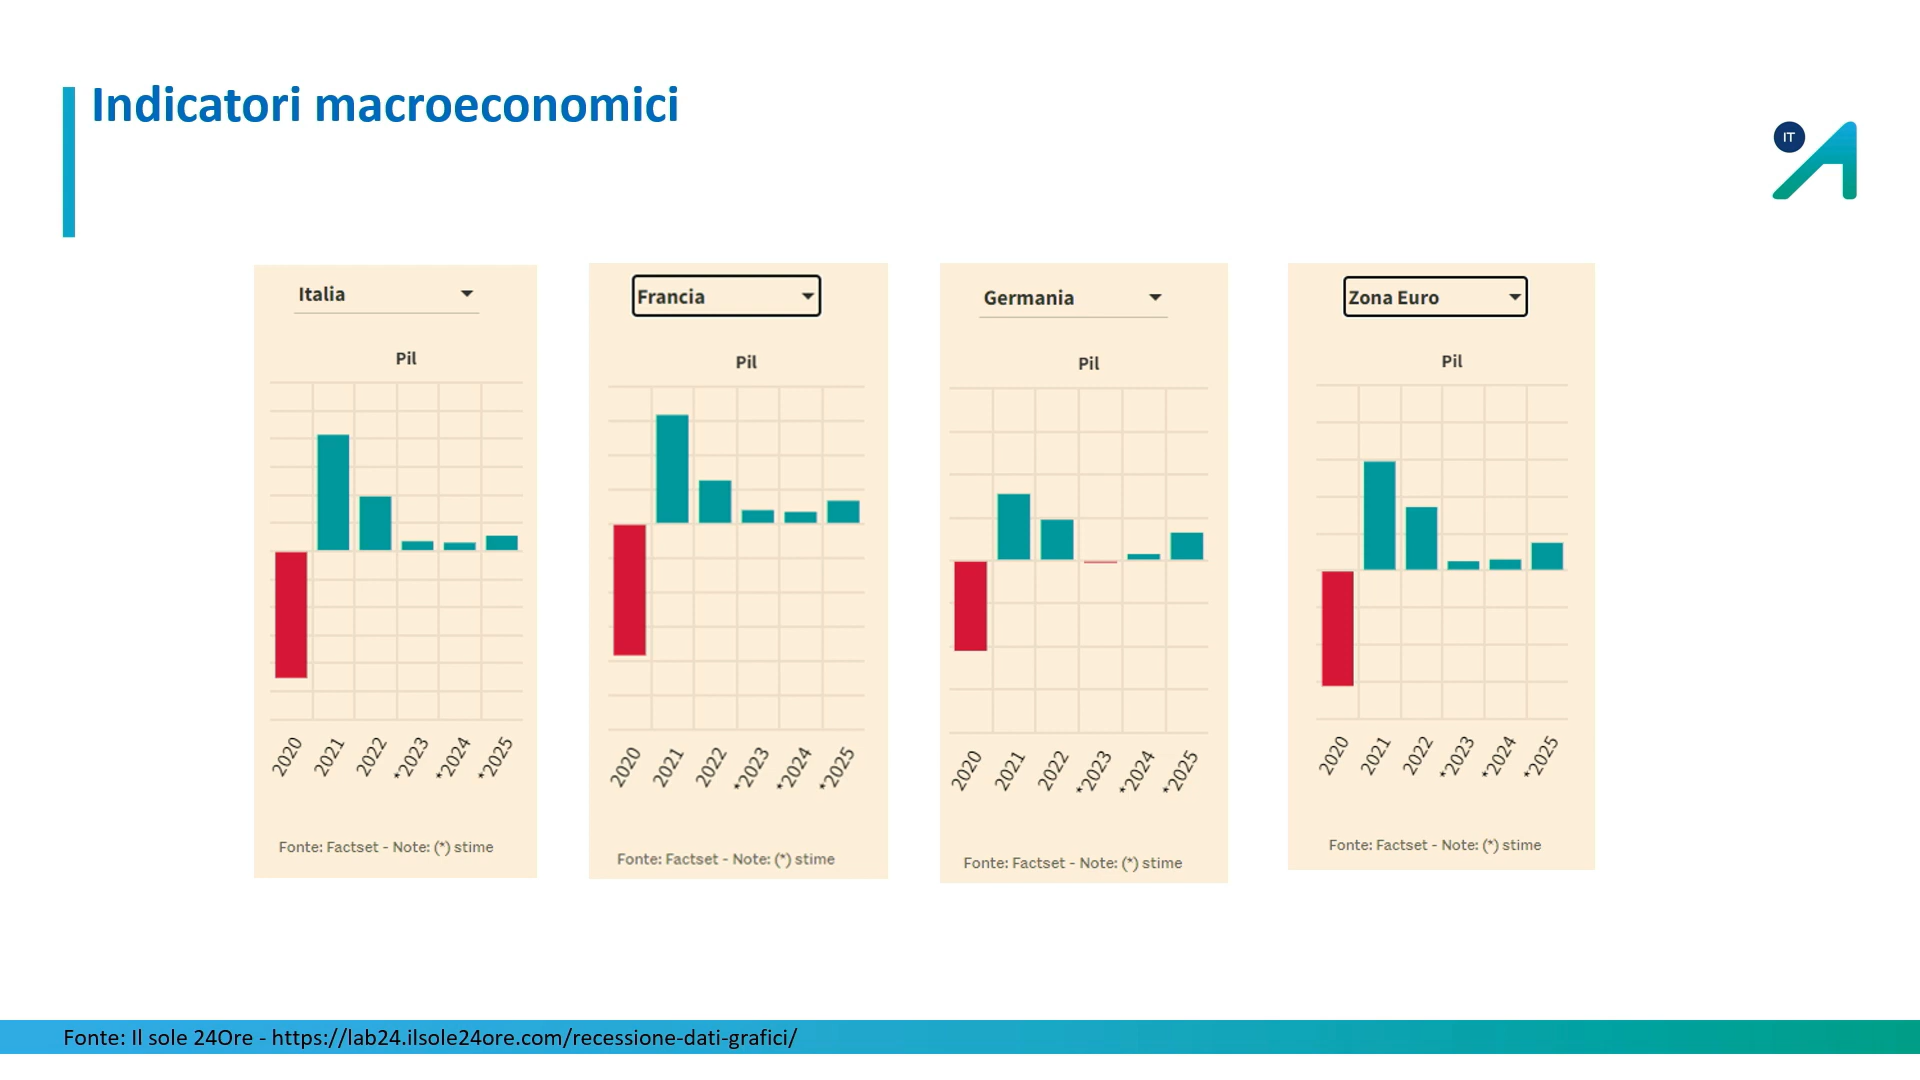 Indicatori macroeconomici
IT
Italia
Pil
2020 2021 2022 *2023 *2024 *2025
Fonte: Factset - Note: (*) stime
Francia
Pil
2020 2021 2022 *2023 *2024 *2025
Fonte: Factset - Note: (*) stime
Germania
Pil
2020 2021 2022 *2023 *2024 *2025
Fonte: Factset - Note: (*) stime
Zona Euro
Pil
2020 2021 2022 *2023 *2024 *2025
Fonte: Factset - Note: (*) stime
Fonte: Il sole 24Ore - https://lab24.ilsole24ore.com/recessione-dati-grafici/